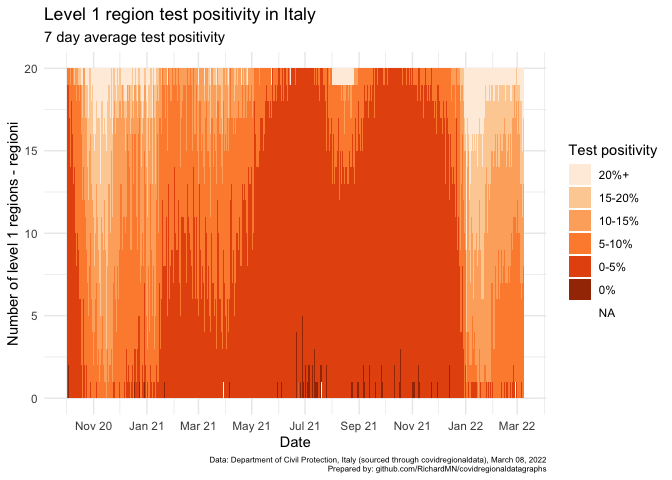 Level 1 region test positivity in Italy
7 day average test positivity
Number of level 1 regions - regioni
20
15
10
5
0
Nov 20 Jan 21 Mar 21 May 21 Jul 21 Sep 21 Nov 21 Jan 22 Mar 22
Date
Test positivity
20%+
15-20%
10-15%
5-10%
0-5%
0%
NA
Data: Department of Civil Protection, Italy (sourced through covidregionaldata), March 08, 2022
Prepared by: github.com/RichardMN/covidregionaldatagraphs